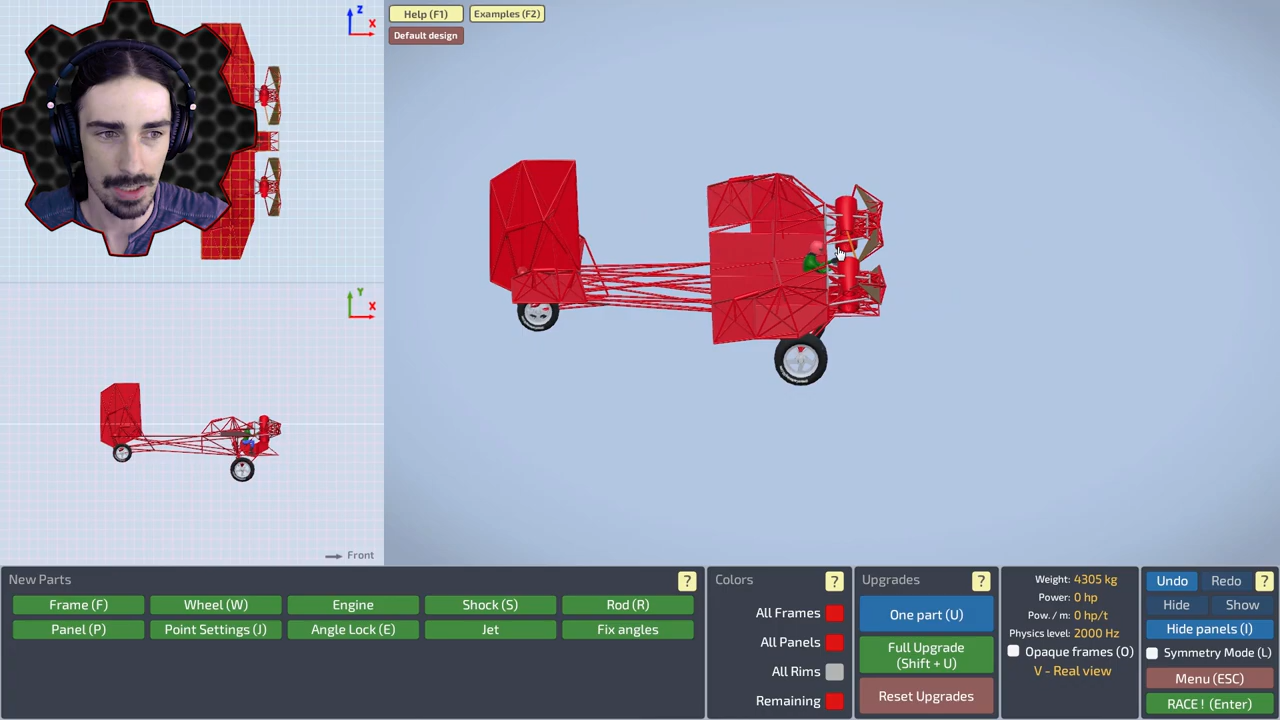 Z
X
Y
X
Front
Help (F1)
Examples (F2)
Default design
New Parts
?
Frame (F)
Wheel (W)
Engine
Shock (S)
Rod (R)
Panel (P)
Point Settings (J)
Angle Lock (E)
Jet
Fix angles
Colors
?
All Frames
All Panels
All Rims
Remaining
Upgrades
?
One part (U)
Full Upgrade
(Shift + U)
Reset Upgrades
Weight: 4305 kg
Power: 0 hp
Pow. / m: 0 hp/t
Physics level: 2000 Hz
Opaque frames (O)
V - Real view
Undo
Redo
?
Hide
Show
Hide panels (I)
Symmetry Mode (L)
Menu (ESC)
RACE ! (Enter)